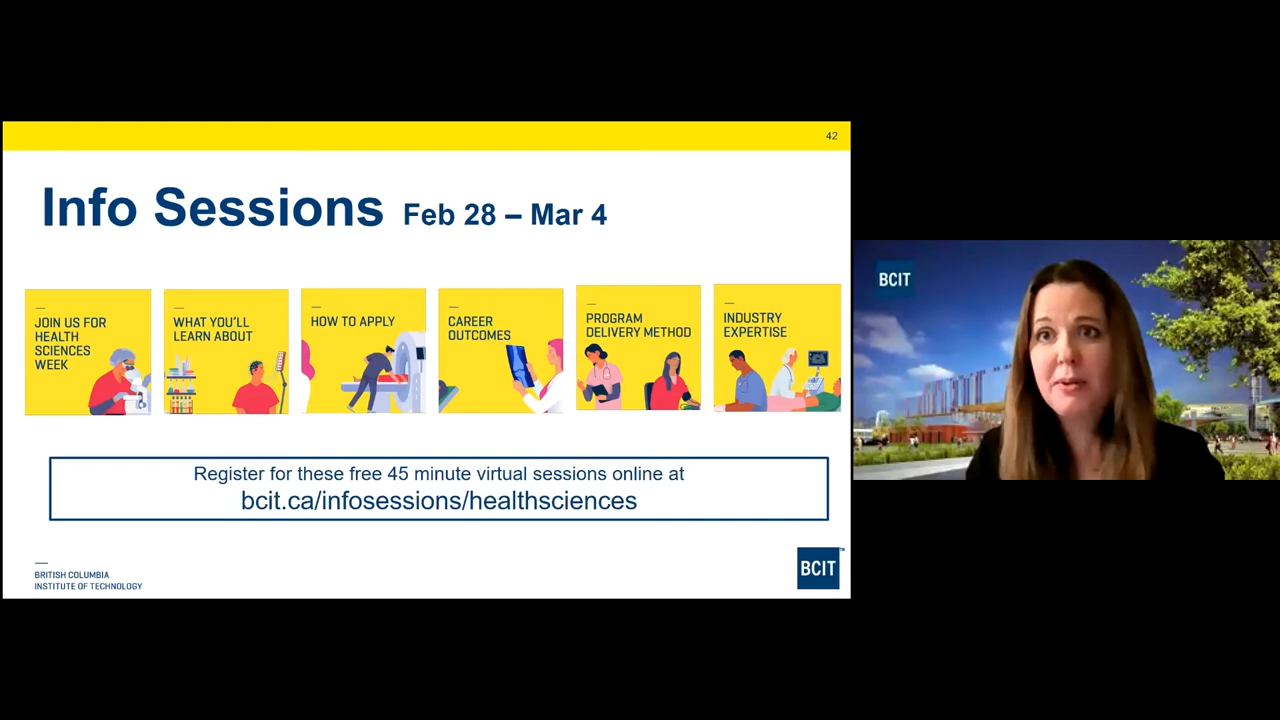 42
Info Sessions Feb 28 – Mar 4
JOIN US FOR
HEALTH
SCIENCES
WEEK
WHAT YOU'LL
LEARN ABOUT
HOW TO APPLY
CAREER
OUTCOMES
PROGRAM
DELIVERY METHOD
INDUSTRY
EXPERTISE
Register for these free 45 minute virtual sessions online at
bcit.ca/infosessions/healthsciences
BRITISH COLUMBIA
INSTITUTE OF TECHNOLOGY
BCIT™
BCIT